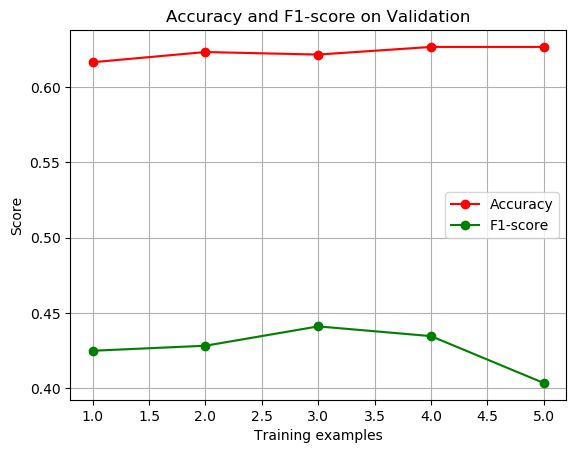 Accuracy and F1-score on Validation
Score
0.60
0.55
0.50
0.45
0.40
Accuracy
F1-score
1.0 1.5 2.0 2.5 3.0 3.5 4.0 4.5 5.0
Training examples